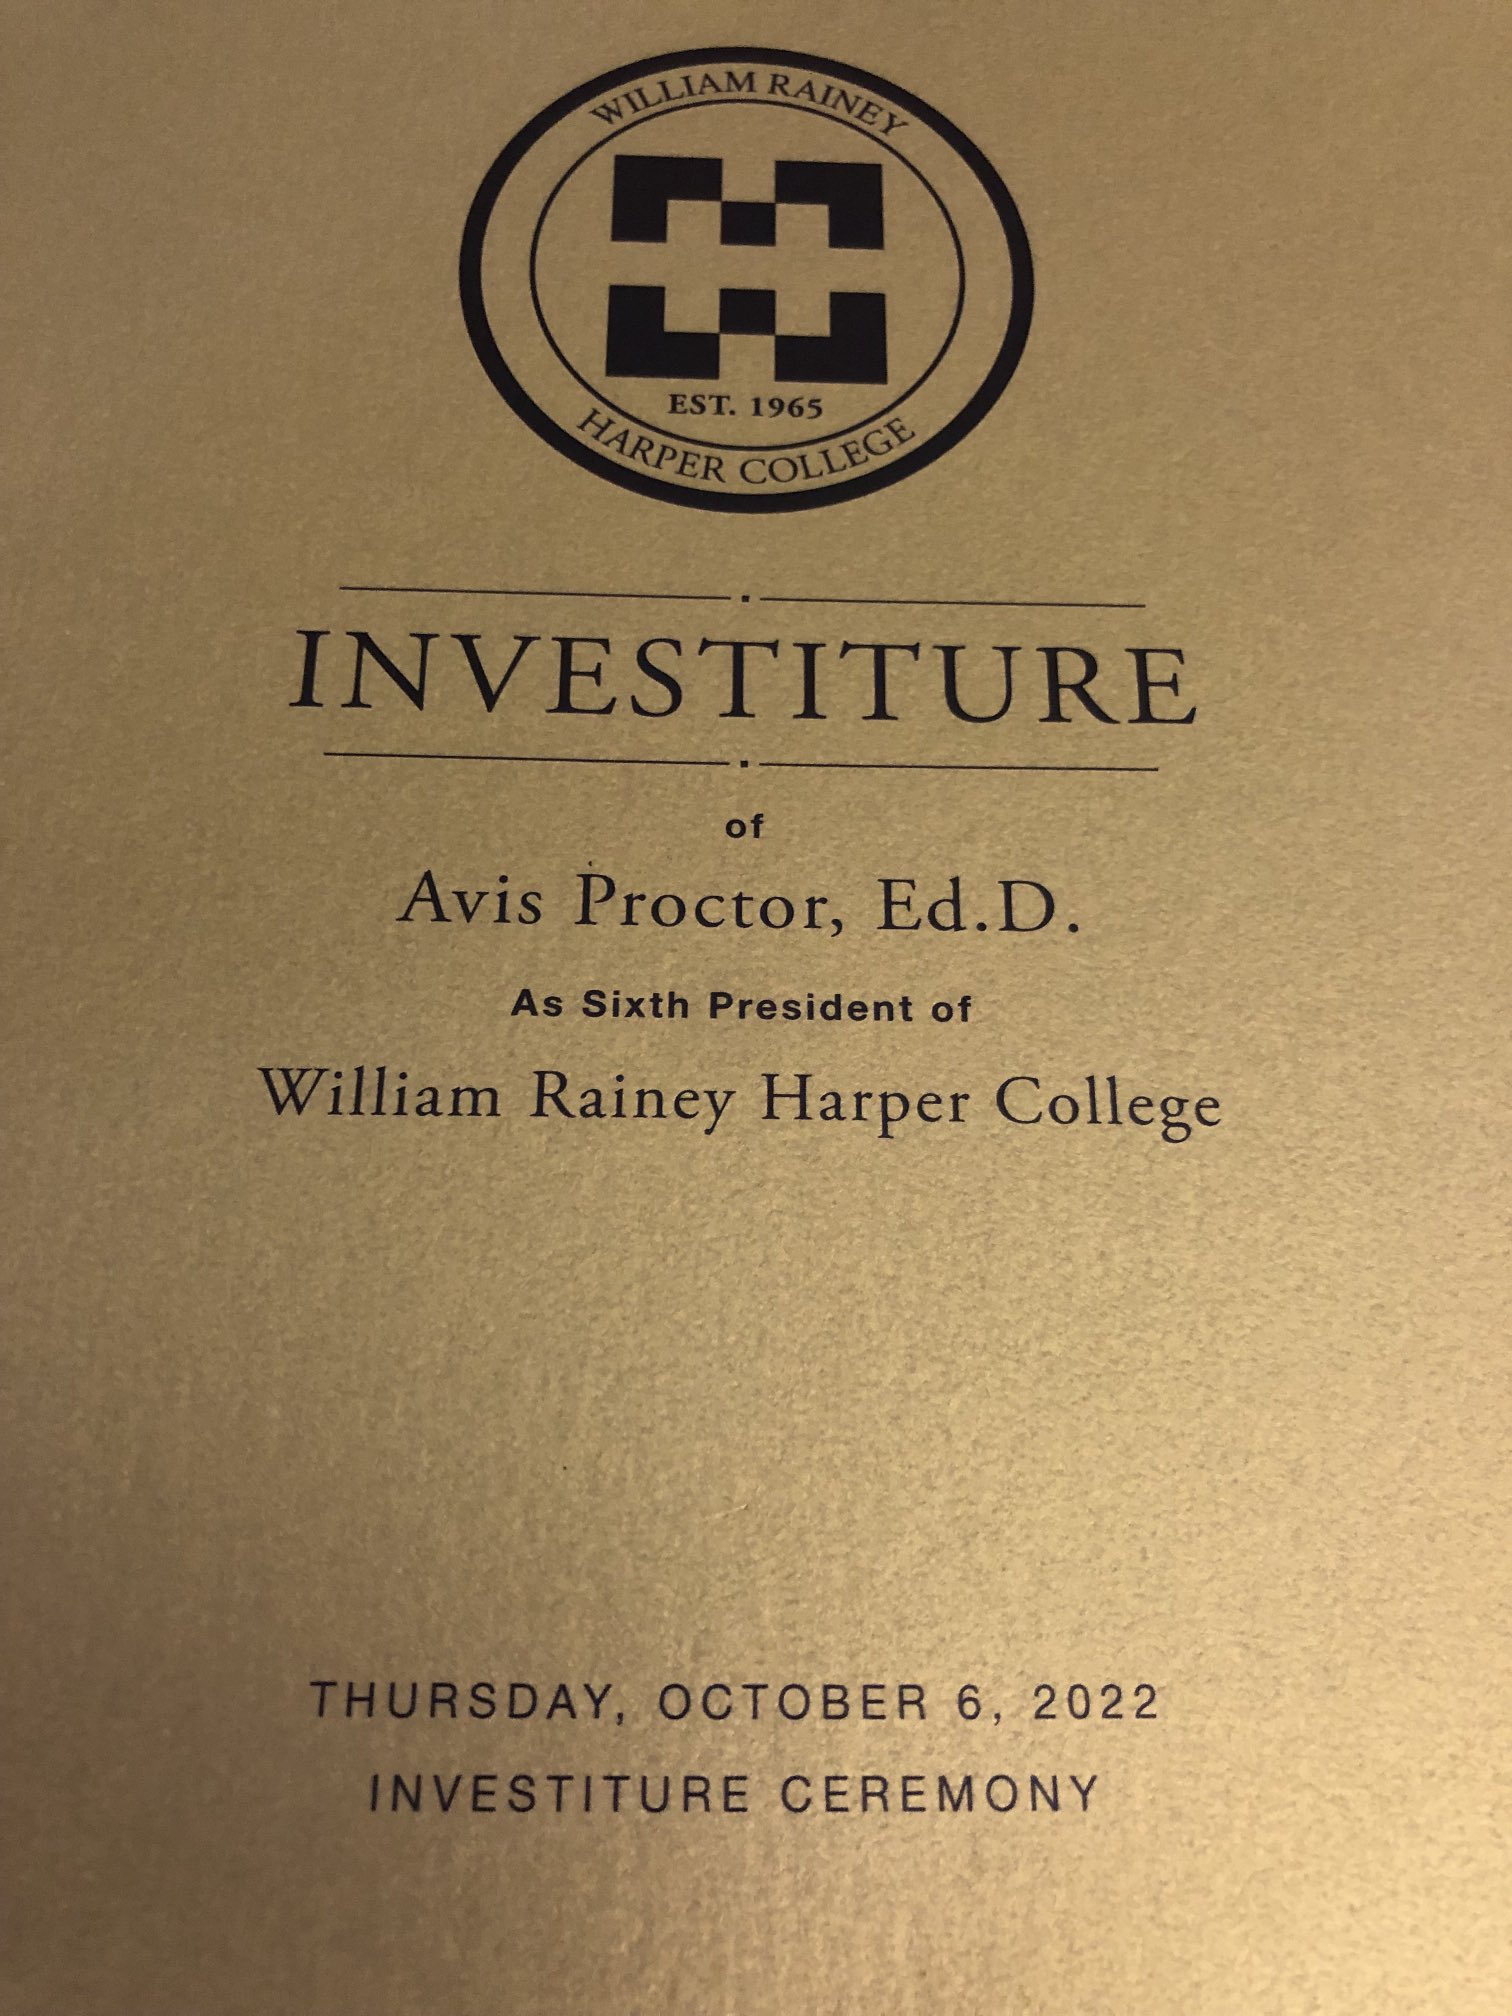 WILLIAM RAINEY
EST. 1965
HARPER COLLEGE
INVESTITURE
of
Avis Proctor, Ed.D.
As Sixth President of
William Rainey Harper College
THURSDAY, OCTOBER 6, 2022
INVESTITURE CEREMONY